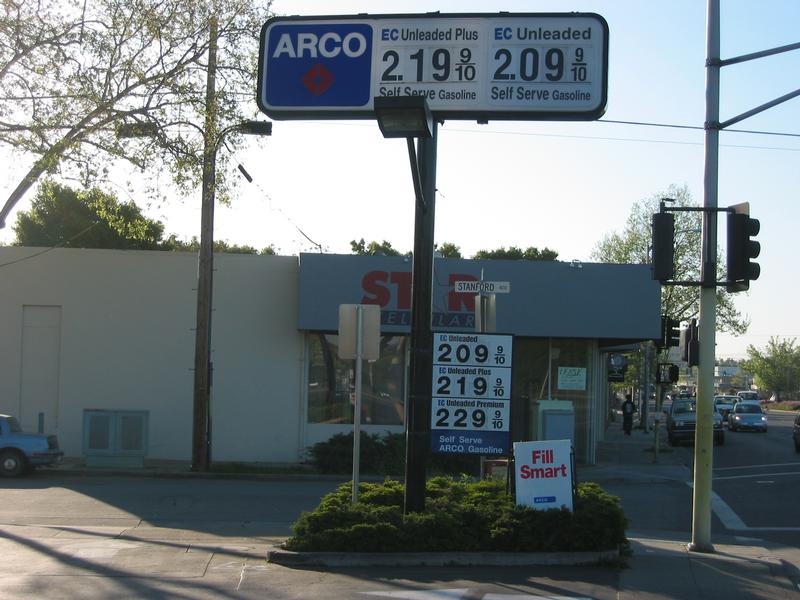 ARCO
EC Unleaded Plus
2.19 9/10
Self Serve Gasoline
EC Unleaded
2.09 9/10
Self Serve Gasoline
STAR
STANFORD
EC Unleaded
209 9/10
EC Unleaded Plus
219 9/10
EC Unleaded Premium
229 9/10
Self Serve
ARCO Gasoline
Fill
Smart
ARCO